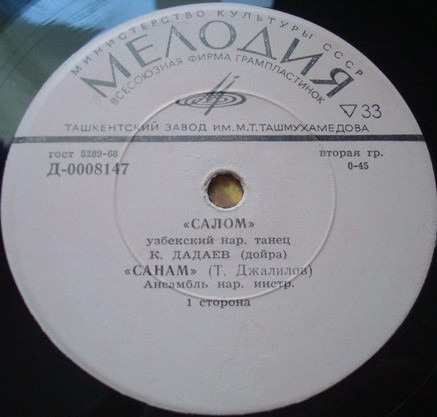 МИНИСТЕРСТВО КУЛЬТУРЫ СССР
МЕЛОДИЯ
ВСЕСОЮЗНАЯ ФИРМА ГРАМПЛАСТИНОК
▽33
ТАШКЕНТСКИЙ ЗАВОД ИМ. М.Т. ТАШМУХАМЕДОВА
гост 5289-68 вторая гр.
Д-0008147 0-45
«САЛОМ»
узбекский нар. танец
К. ДАДАЕВ (дойра)
«САНАМ» (Т. Джалилов)
Ансамбль нар. инстр.
1 сторона